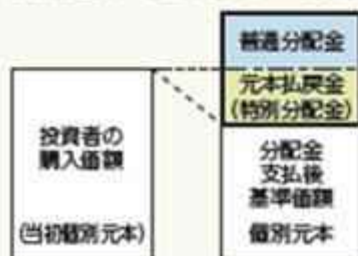 普通分配金
元本払戻金
(特別分配金)
投資者の
購入価額
(当初個別元本)
分配金
支払後
基準価額
個別元本